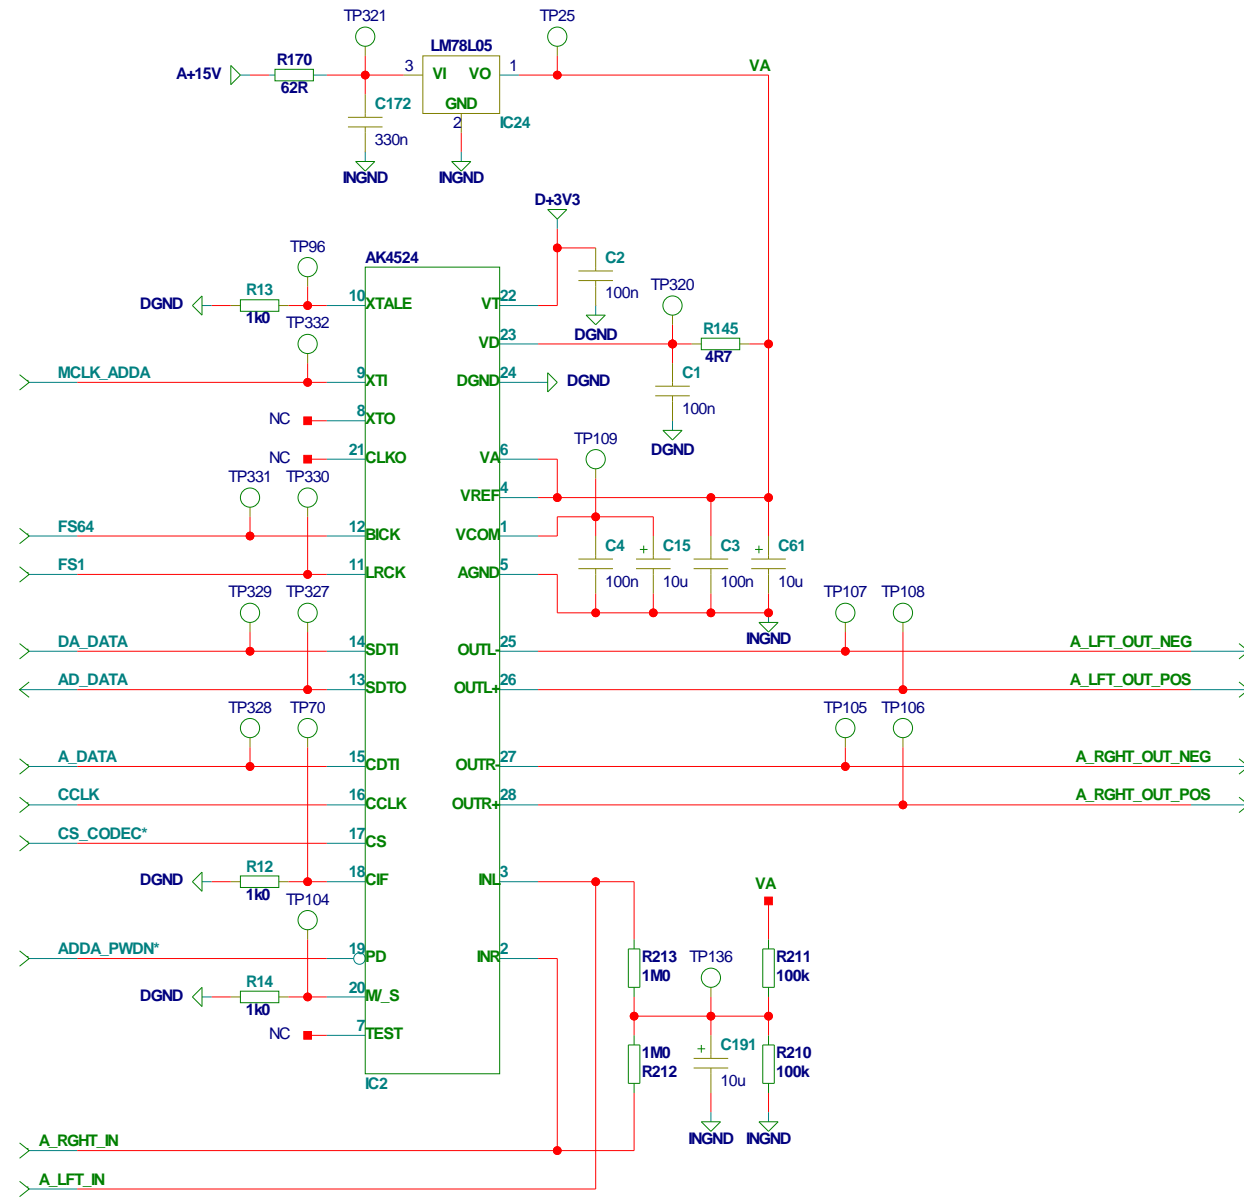 TP321
TP25
LM78L05
R170
A+15V
62R
3
VI
VO
1
VA
C172
GND
2
330n
IC24
INGND
INGND
D+3V3
TP96
AK4524
C2
R13
100n
TP320
DGND
1k0
10
XTALE
VT
22
TP332
DGND
R145
VD
23
4R7
MCLK_ADDA
9
XTI
DGND
24
DGND
C1
NC
8
XTO
100n
TP109
DGND
NC
21
CLKO
VA
6
TP331
TP330
VREF
4
FS64
12
BICK
VCOM
1
C4
+
C15
C3
+
C61
FS1
11
LRCK
AGND
5
100n
10u
100n
10u
TP329
TP327
TP107
TP108
INGND
DA_DATA
14
SDTI
OUTL-
25
A_LFT_OUT_NEG
AD_DATA
13
SDTO
OUTL+
26
A_LFT_OUT_POS
TP328
TP70
TP105
TP106
A_DATA
15
CDTI
OUTR-
27
A_RGHT_OUT_NEG
CCLK
16
CCLK
OUTR+
28
A_RGHT_OUT_POS
CS_CODEC*
17
CS
R12
DGND
1k0
18
CIF
INL
3
VA
TP104
ADDA_PWDN*
19
PD
INR
2
R213
1M0
TP136
R211
100k
R14
DGND
1k0
20
M/_S
NC
7
TEST
1M0
R212
+
C191
10u
R210
100k
IC2
INGND
INGND
A_RGHT_IN
A_LFT_IN